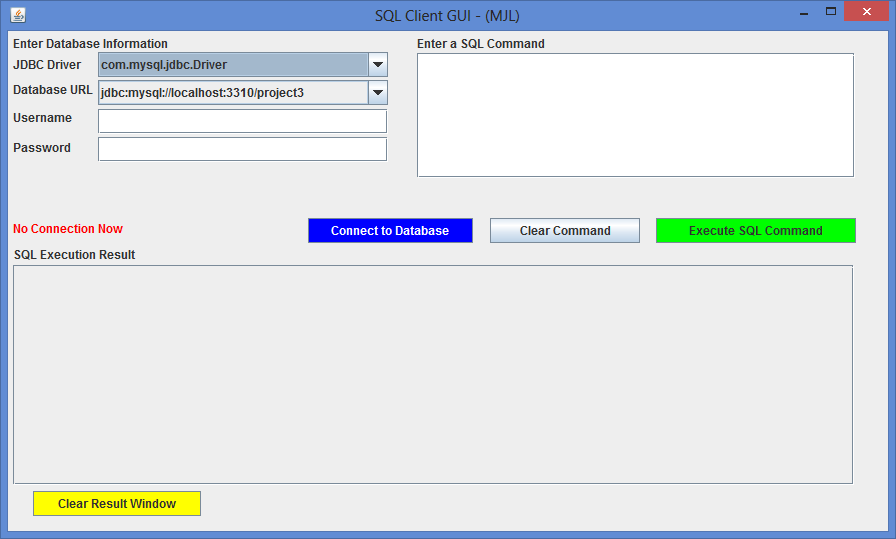 SQL Client GUI - (MJL)
Enter Database Information
JDBC Driver com.mysql.jdbc.Driver
Database URL jdbc:mysql://localhost:3310/project3
Username
Password
Enter a SQL Command
No Connection Now
Connect to Database
Clear Command
Execute SQL Command
SQL Execution Result
Clear Result Window